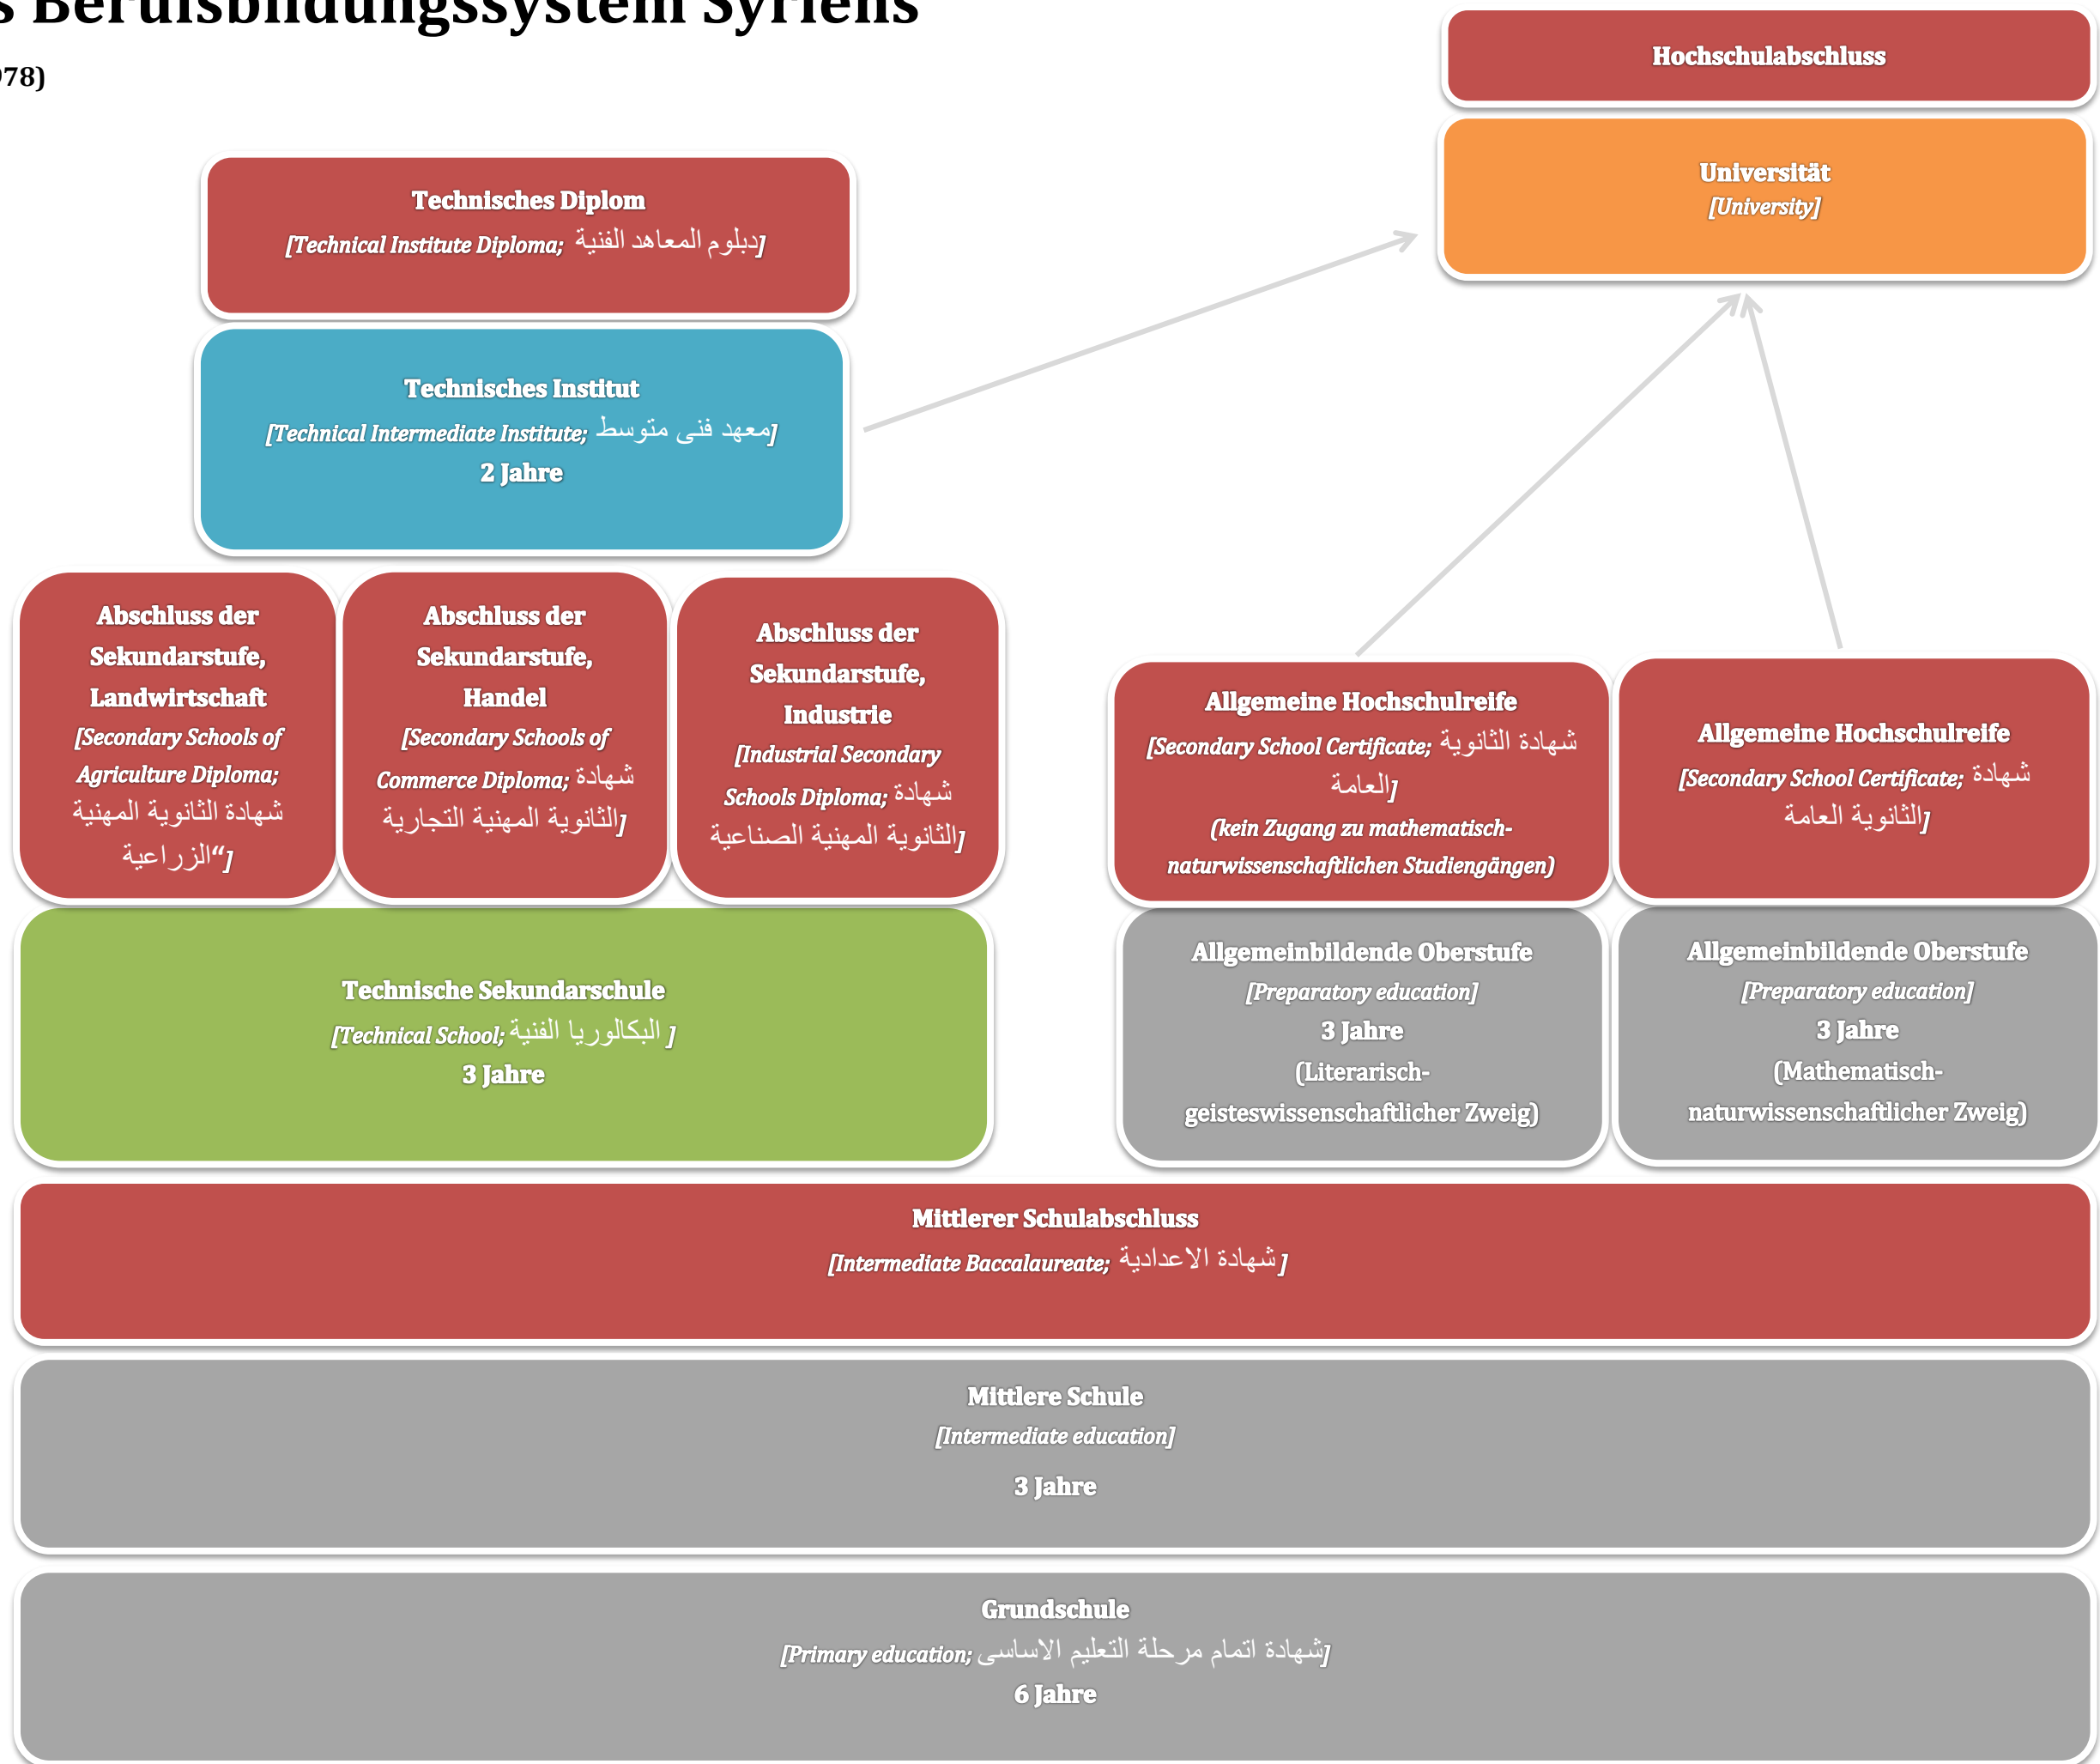 s Berufsbildungssystem Syriens
978)
Hochschulabschluss
Universität
[University]
Technisches Diplom
[Technical Institute Diploma; دبلوم المعاهد الفنية]
Technisches Institut
[Technical Intermediate Institute; معهد فنى متوسط]
2 Jahre
Abschluss der
Sekundarstufe,
Landwirtschaft
[Secondary Schools of
Agriculture Diploma;
شهادة الثانوية المهنية
الزراعية“]
Abschluss der
Sekundarstufe,
Handel
[Secondary Schools of
Commerce Diploma; شهادة
الثانوية المهنية التجارية]
Abschluss der
Sekundarstufe,
Industrie
[Industrial Secondary
Schools Diploma; شهادة
الثانوية المهنية الصناعية]
Allgemeine Hochschulreife
[Secondary School Certificate; شهادة الثانوية
العامة]
(kein Zugang zu mathematisch-
naturwissenschaftlichen Studiengängen)
Allgemeine Hochschulreife
[Secondary School Certificate; شهادة
الثانوية العامة]
Technische Sekundarschule
[Technical School; البكالوريا الفنية ]
3 Jahre
Allgemeinbildende Oberstufe
[Preparatory education]
3 Jahre
(Literarisch-
geisteswissenschaftlicher Zweig)
Allgemeinbildende Oberstufe
[Preparatory education]
3 Jahre
(Mathematisch-
naturwissenschaftlicher Zweig)
Mittlerer Schulabschluss
[Intermediate Baccalaureate; شهادة الاعدادية ]
Mittlere Schule
[Intermediate education]
3 Jahre
Grundschule
[Primary education; شهادة اتمام مرحلة التعليم الاساسى]
6 Jahre